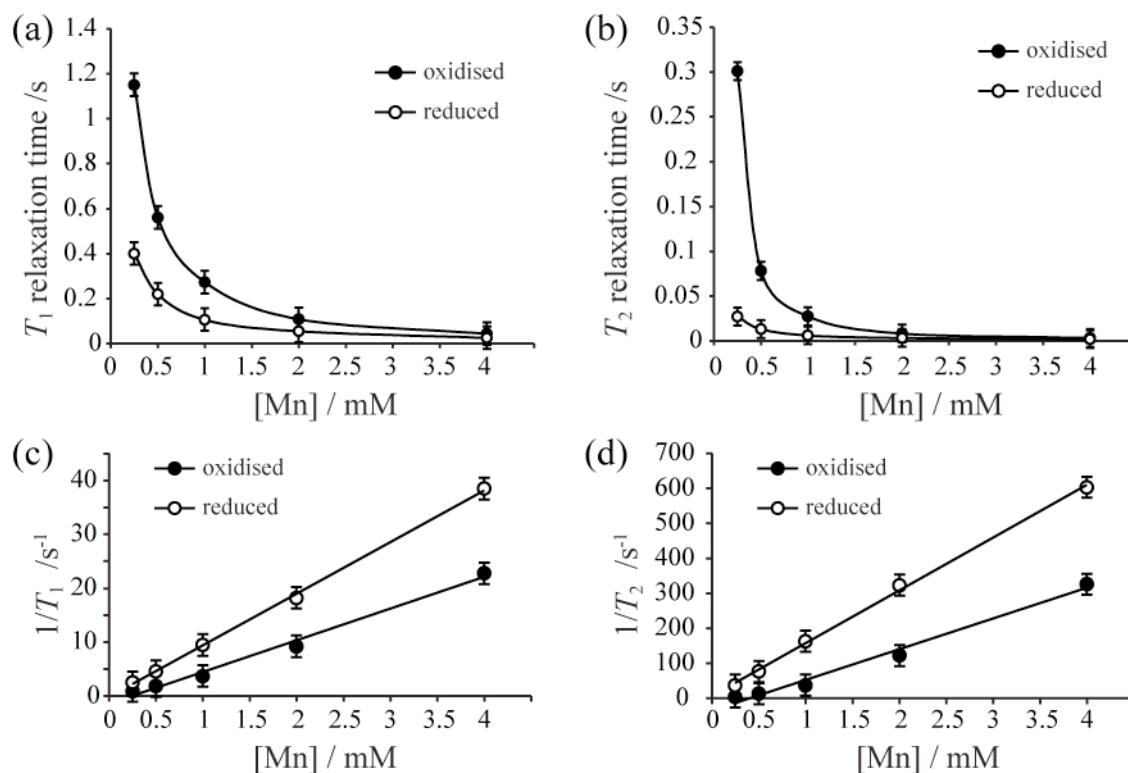 (a)
T₁ relaxation time /s
1.4
1.2
1
0.8
0.6
0.4
0.2
0
oxidised
reduced
0 0.5 1 1.5 2 2.5 3 3.5 4
[Mn] / mM
(b)
T₂ relaxation time /s
0.3
0.35
0.25
0.2
0.15
0.1
0.05
0
oxidised
reduced
0 0.5 1 1.5 2 2.5 3 3.5 4
[Mn] / mM
(c)
1/T₁ /s⁻¹
40
30
20
10
0
oxidised
reduced
0 0.5 1 1.5 2 2.5 3 3.5 4
[Mn] / mM
(d)
1/T₂ /s⁻¹
700
600
500
400
300
200
100
0
oxidised
reduced
0 0.5 1 1.5 2 2.5 3 3.5 4
[Mn] / mM